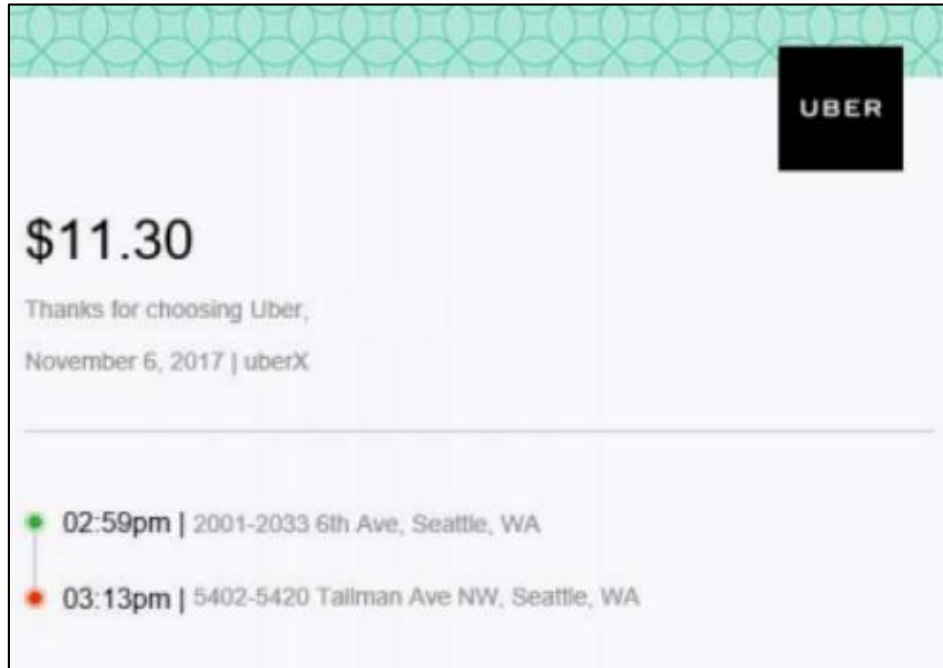 UBER
$11.30
Thanks for choosing Uber,
November 6, 2017 | uberX
02:59pm | 2001-2033 6th Ave, Seattle, WA
03:13pm | 5402-5420 Tallman Ave NW, Seattle, WA